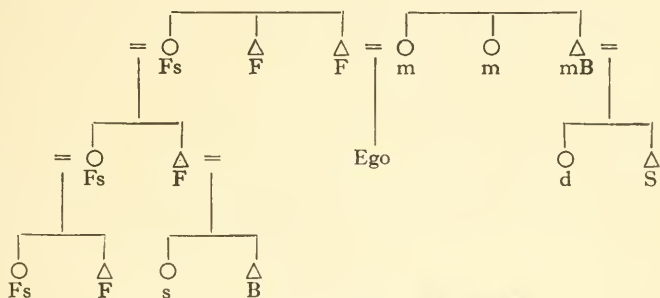 = Fs F F = m m mB =
= Fs F = Ego d S
Fs F s B